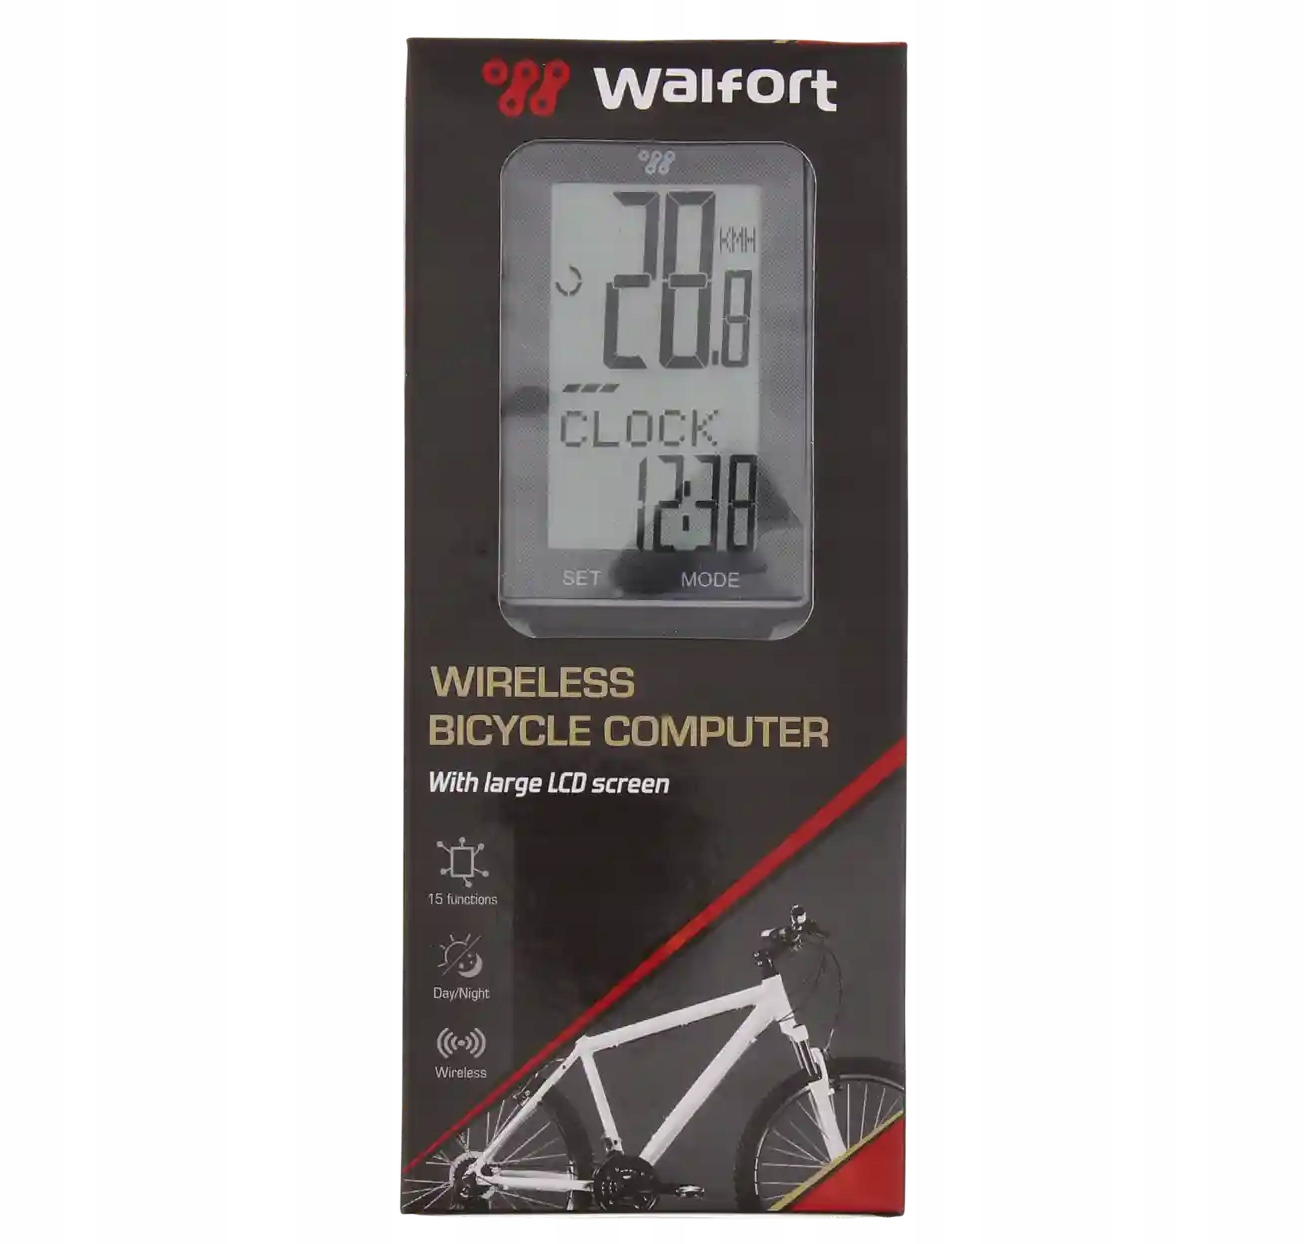 Walfort
28.8 KMH
CLOCK
12:38
SET MODE
WIRELESS
BICYCLE COMPUTER
With large LCD screen
15 functions
Day/Night
Wireless